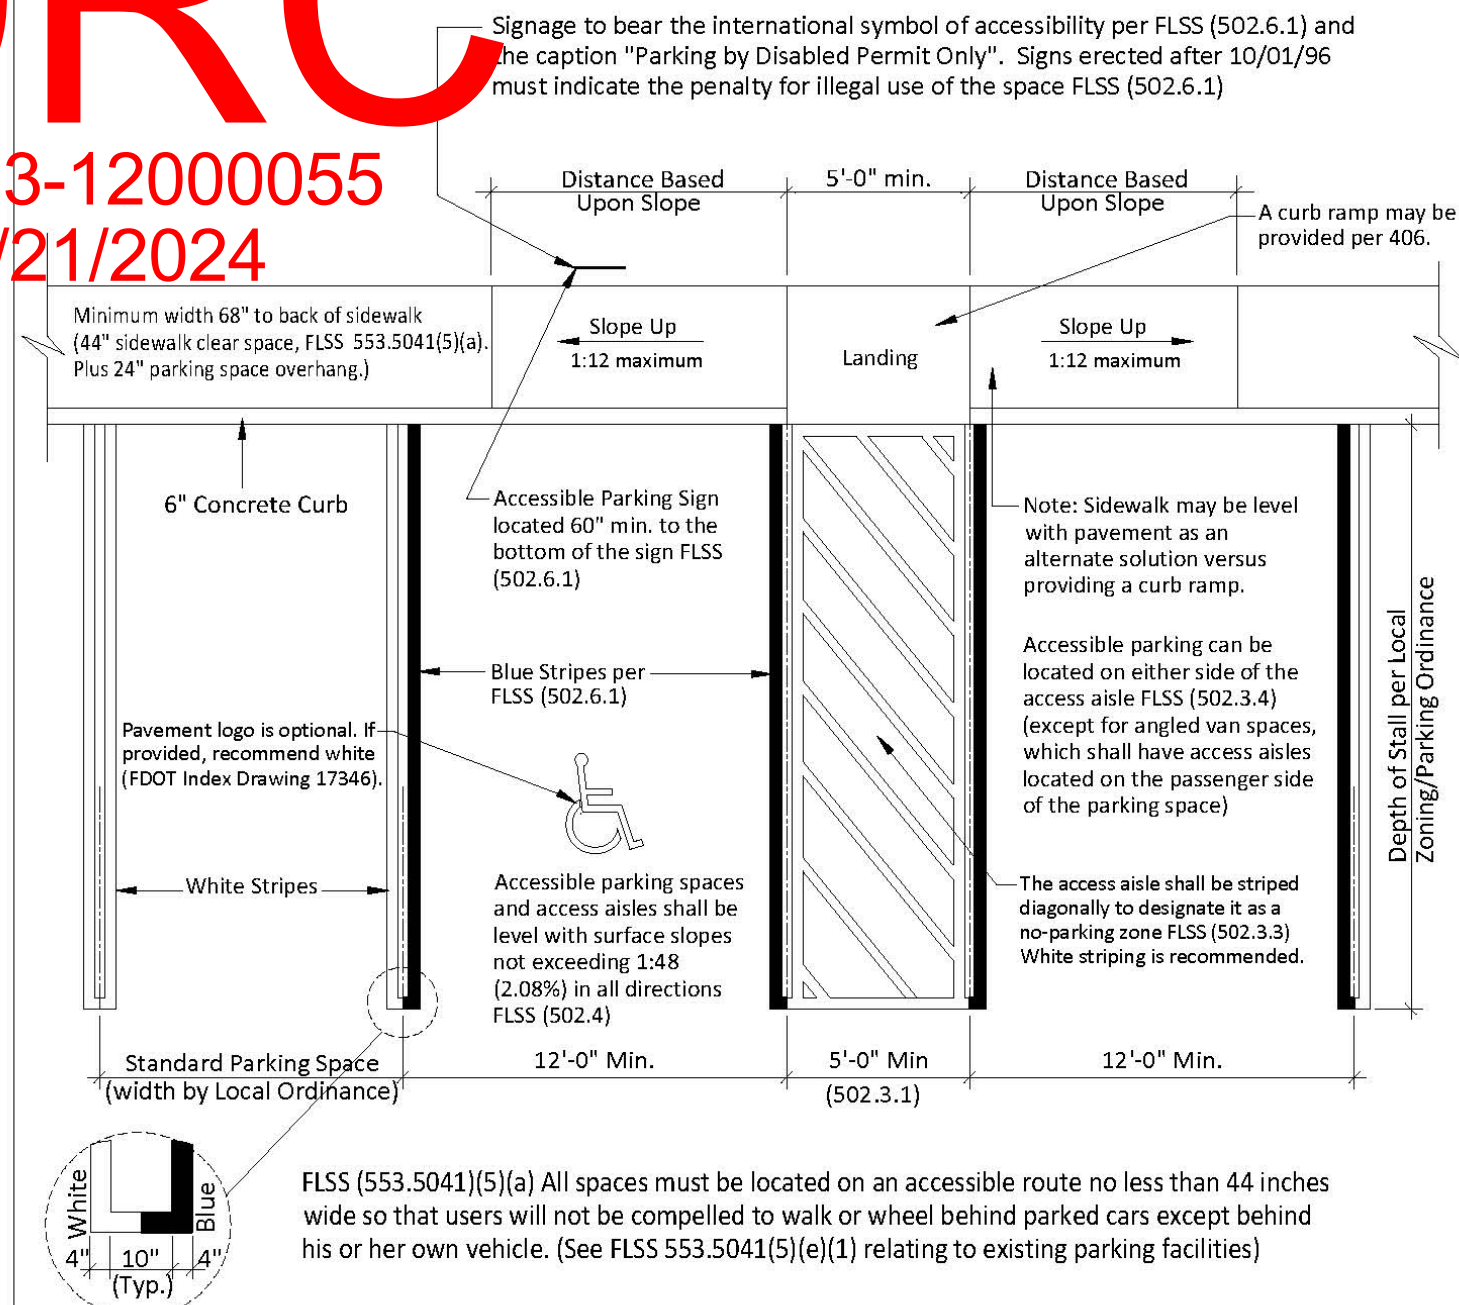 DRC
3-12000055
/21/2024
Signage to bear the international symbol of accessibility per FLSS (502.6.1) and
the caption "Parking by Disabled Permit Only".  Signs erected after 10/01/96
must indicate the penalty for illegal use of the space FLSS (502.6.1)
Distance Based
Upon Slope
5'-0" min.
Distance Based
Upon Slope
A curb ramp may be
provided per 406.
Minimum width 68" to back of sidewalk
(44" sidewalk clear space, FLSS 553.5041(5)(a).
Plus 24" parking space overhang.)
Slope Up
1:12 maximum
Landing
Slope Up
1:12 maximum
6" Concrete Curb
Accessible Parking Sign
located 60" min. to the
bottom of the sign FLSS
(502.6.1)
Note: Sidewalk may be level
with pavement as an
alternate solution versus
providing a curb ramp.
Blue Stripes per
FLSS (502.6.1)
Accessible parking can be
located on either side of the
access aisle FLSS (502.3.4)
(except for angled van spaces,
which shall have access aisles
located on the passenger side
of the parking space)
Pavement logo is optional. If
provided, recommend white
(FDOT Index Drawing 17346).
Depth of Stall per Local
Zoning/Parking Ordinance
White Stripes
Accessible parking spaces
and access aisles shall be
level with surface slopes
not exceeding 1:48
(2.08%) in all directions
FLSS (502.4)
The access aisle shall be striped
diagonally to designate it as a
no-parking zone FLSS (502.3.3)
White striping is recommended.
Standard Parking Space
(width by Local Ordinance)
12'-0" Min.
5'-0" Min
(502.3.1)
12'-0" Min.
White
Blue
4"
10"
4"
(Typ.)
FLSS (553.5041)(5)(a) All spaces must be located on an accessible route no less than 44 inches
wide so that users will not be compelled to walk or wheel behind parked cars except behind
his or her own vehicle. (See FLSS 553.5041(5)(e)(1) relating to existing parking facilities)